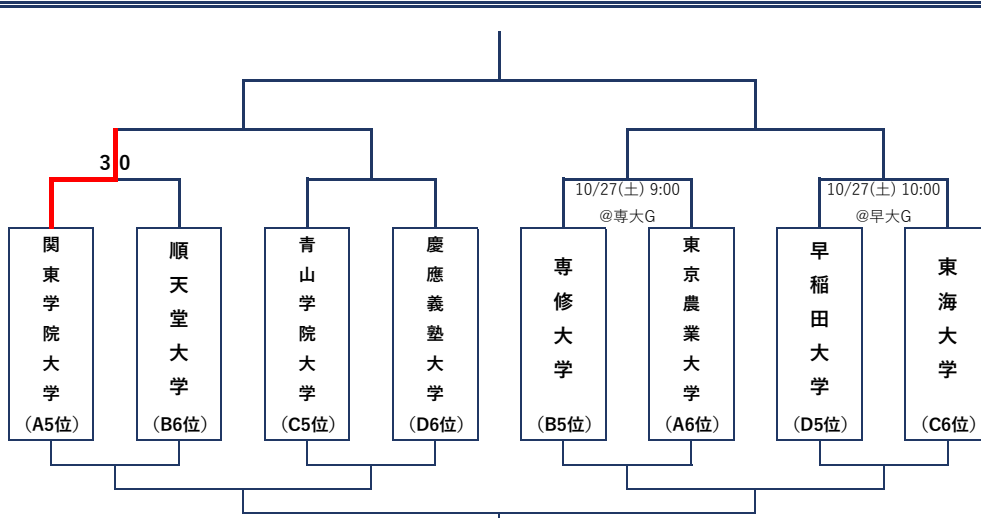 3 0
10/27(土) 9:00
@専大G
10/27(土) 10:00
@早大G
関東学院大学
(A5位)
順天堂大学
(B6位)
青山学院大学
(C5位)
慶應義塾大学
(D6位)
専修大学
(B5位)
東京農業大学
(A6位)
早稲田大学
(D5位)
東海大学
(C6位)